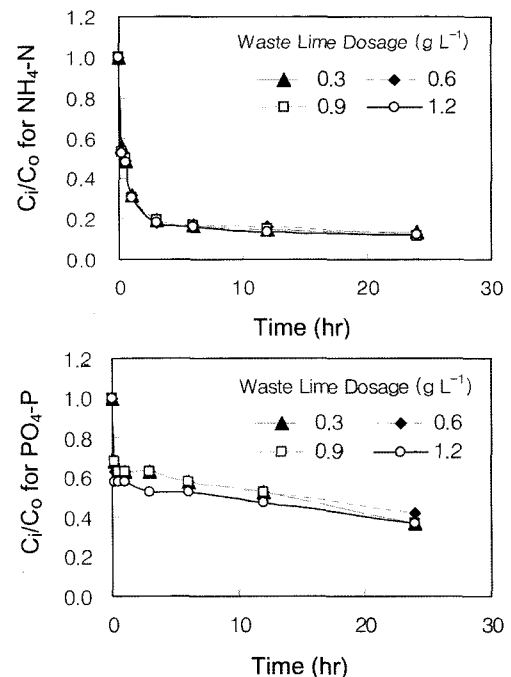 1.2
1.0
0.8
0.6
0.4
0.2
0.0
Ci/Co for NH4-N
Waste Lime Dosage (g L⁻¹)
0.3 0.6
0.9 1.2
0 10 20 30
Time (hr)
1.2
1.0
0.8
0.6
0.4
0.2
0.0
Ci/Co for PO4-P
Waste Lime Dosage (g L⁻¹)
0.3 0.6
0.9 1.2
0 10 20 30
Time (hr)